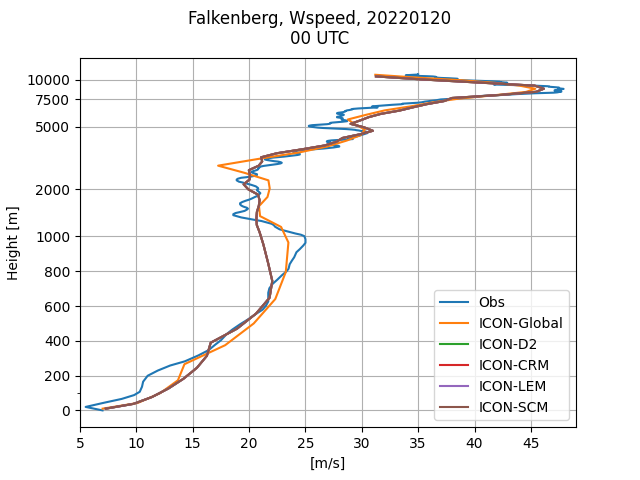 Falkenberg, Wspeed, 20220120
00 UTC
10000
7500
5000
2000
1000
800
600
400
200
0
Height [m]
5
10
15
20
25
30
35
40
45
[m/s]
Obs
ICON-Global
ICON-D2
ICON-CRM
ICON-LEM
ICON-SCM